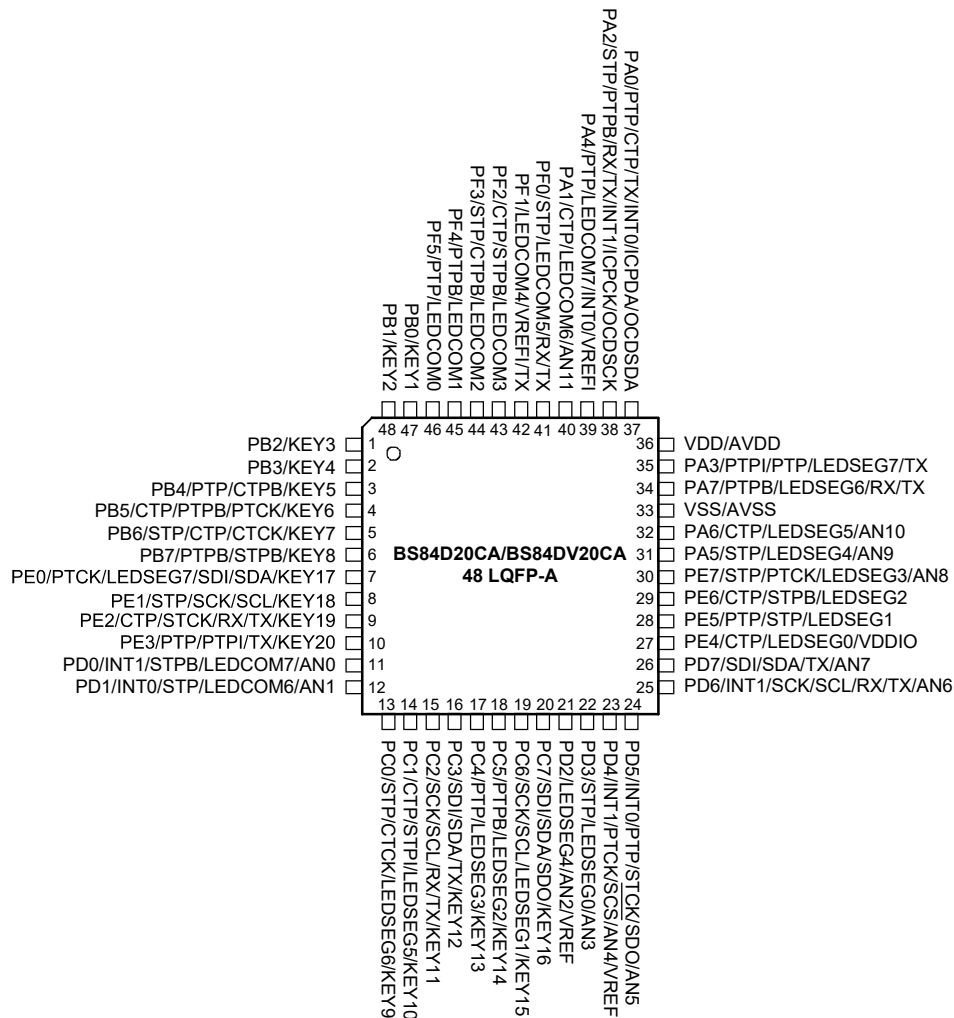 PA0/PTP/CTP/TX/INT0/ICPDA/OCDSDA
PA2/STP/PTPB/RX/TX/INT1/ICPCK/OCDSCK
PA4/PTP/LEDCOM7/INT0/VREFI
PA1/CTP/LEDCOM6/AN11
PF0/STP/LEDCOM5/RX/TX
PF1/LEDCOM4/VREFI/TX
PF2/CTP/STPB/LEDCOM3
PF3/STP/CTPB/LEDCOM2
PF4/PTPB/LEDCOM1
PF5/PTP/LEDCOM0
PB0/KEY1
PB1/KEY2
48 47 46 45 44 43 42 41 40 39 38 37
PB2/KEY3 1
PB3/KEY4 2
PB4/PTP/CTPB/KEY5 3
PB5/CTP/PTPB/PTCK/KEY6 4
PB6/STP/CTP/CTCK/KEY7 5
PB7/PTPB/STPB/KEY8 6
PE0/PTCK/LEDSEG7/SDI/SDA/KEY17 7
PE1/STP/SCK/SCL/KEY18 8
PE2/CTP/STCK/RX/TX/KEY19 9
PE3/PTP/PTPI/TX/KEY20 10
PD0/INT1/STPB/LEDCOM7/AN0 11
PD1/INT0/STP/LEDCOM6/AN1 12
BS84D20CA/BS84DV20CA
48 LQFP-A
36 VDD/AVDD
35 PA3/PTPI/PTP/LEDSEG7/TX
34 PA7/PTPB/LEDSEG6/RX/TX
33 VSS/AVSS
32 PA6/CTP/LEDSEG5/AN10
31 PA5/STP/LEDSEG4/AN9
30 PE7/STP/PTCK/LEDSEG3/AN8
29 PE6/CTP/STPB/LEDSEG2
28 PE5/PTP/STP/LEDSEG1
27 PE4/CTP/LEDSEG0/VDDIO
26 PD7/SDI/SDA/TX/AN7
25 PD6/INT1/SCK/SCL/RX/TX/AN6
13 14 15 16 17 18 19 20 21 22 23 24
PC0/STP/CTCK/LEDSEG6/KEY9
PC1/CTP/STPI/LEDSEG5/KEY10
PC2/SCK/SCL/RX/TX/KEY11
PC3/SDI/SDA/TX/KEY12
PC4/PTP/LEDSEG3/KEY13
PC5/PTPB/LEDSEG2/KEY14
PC6/SCK/SCL/LEDSEG1/KEY15
PC7/SDI/SDA/SDO/KEY16
PD2/LEDSEG4/AN2/VREF
PD3/STP/LEDSEG0/AN3
PD4/INT1/PTCK/SCS/AN4/VREF
PD5/INT0/PTP/STCK/SDO/AN5